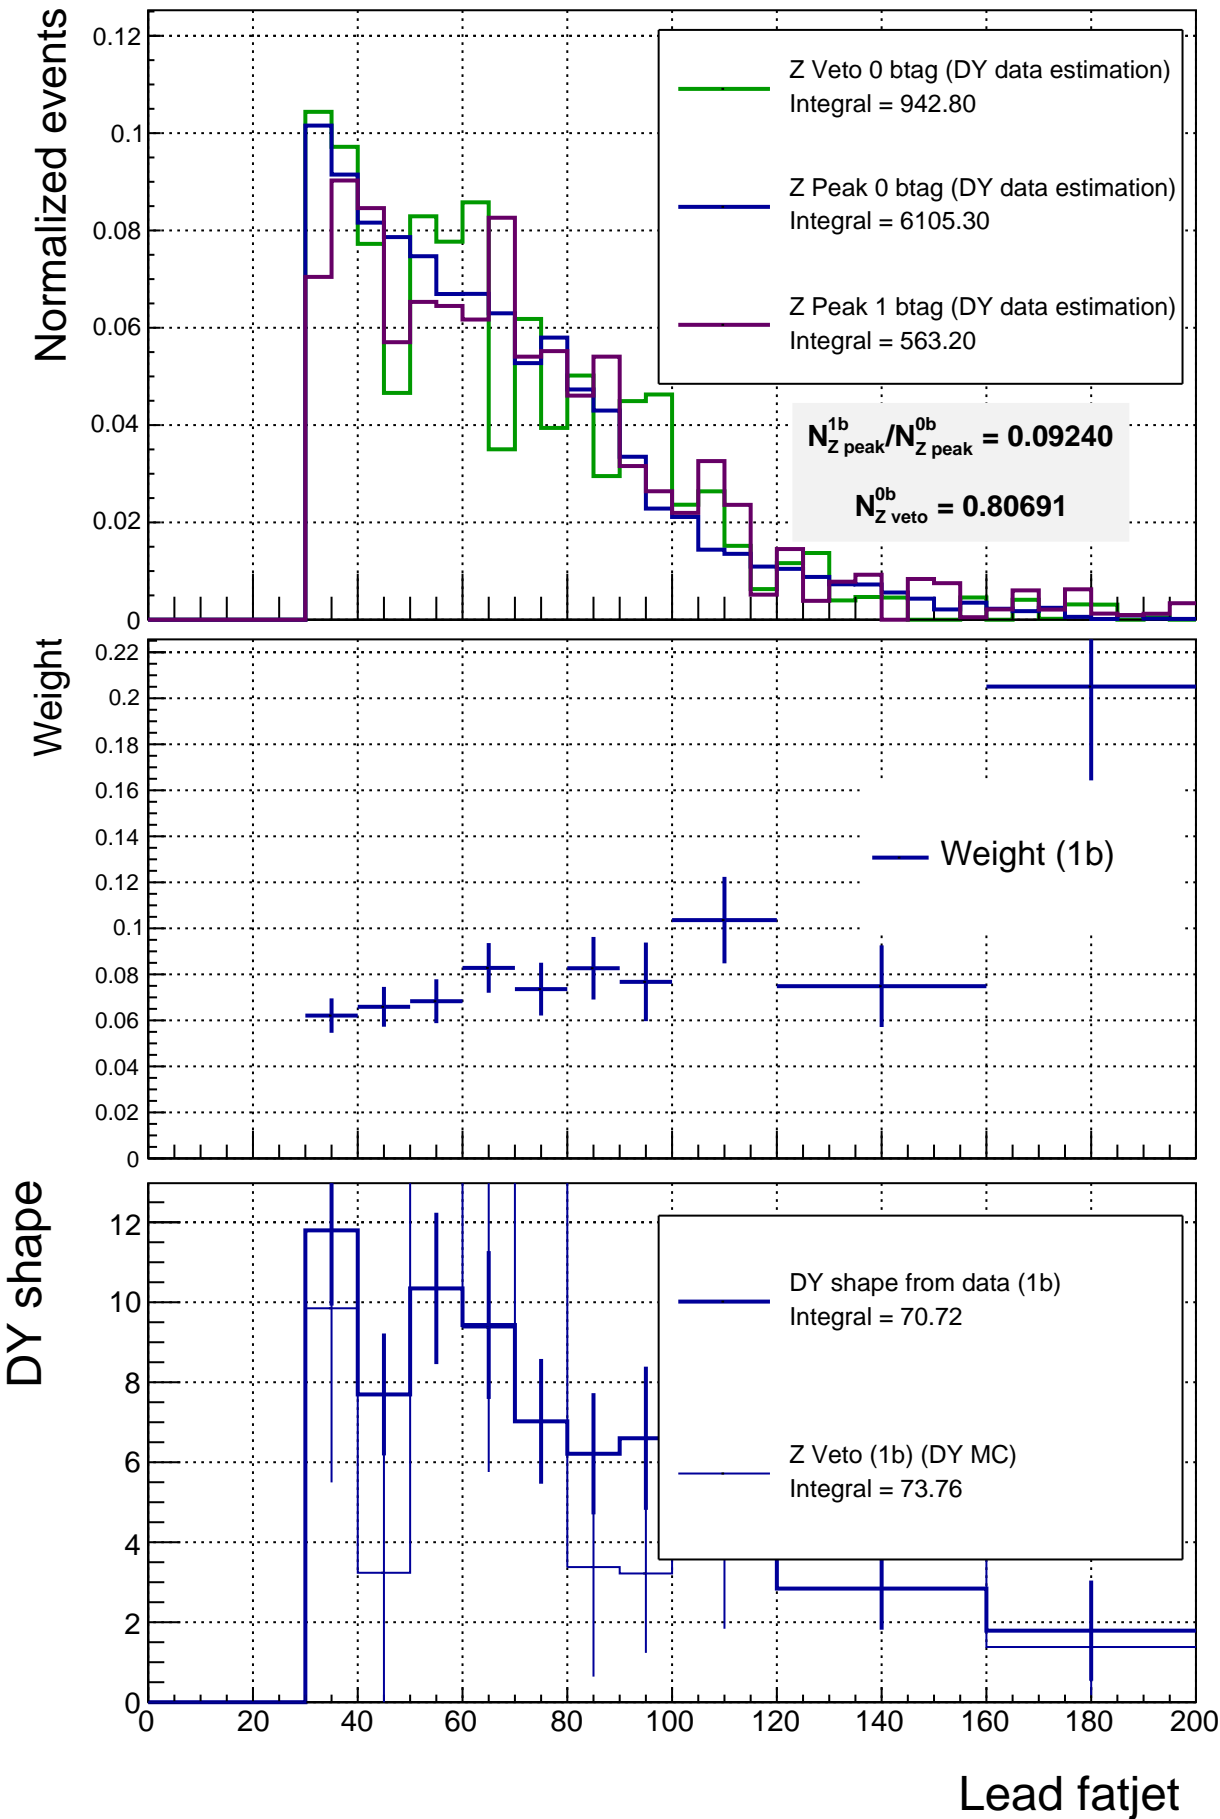 Normalized events
0.12
0.1
0.08
0.06
0.04
0.02
0
Z Veto 0 btag (DY data estimation)
Integral = 942.80
Z Peak 0 btag (DY data estimation)
Integral = 6105.30
Z Peak 1 btag (DY data estimation)
Integral = 563.20
N^{1b}_{Z peak}/N^{0b}_{Z peak} = 0.09240
N^{0b}_{Z veto} = 0.80691
Weight
0.22
0.2
0.18
0.16
0.14
0.12
0.1
0.08
0.06
0.04
0.02
0
Weight (1b)
DY shape
12
10
8
6
4
2
0
DY shape from data (1b)
Integral = 70.72
Z Veto (1b) (DY MC)
Integral = 73.76
0 20 40 60 80 100 120 140 160 180 200
Lead fatjet